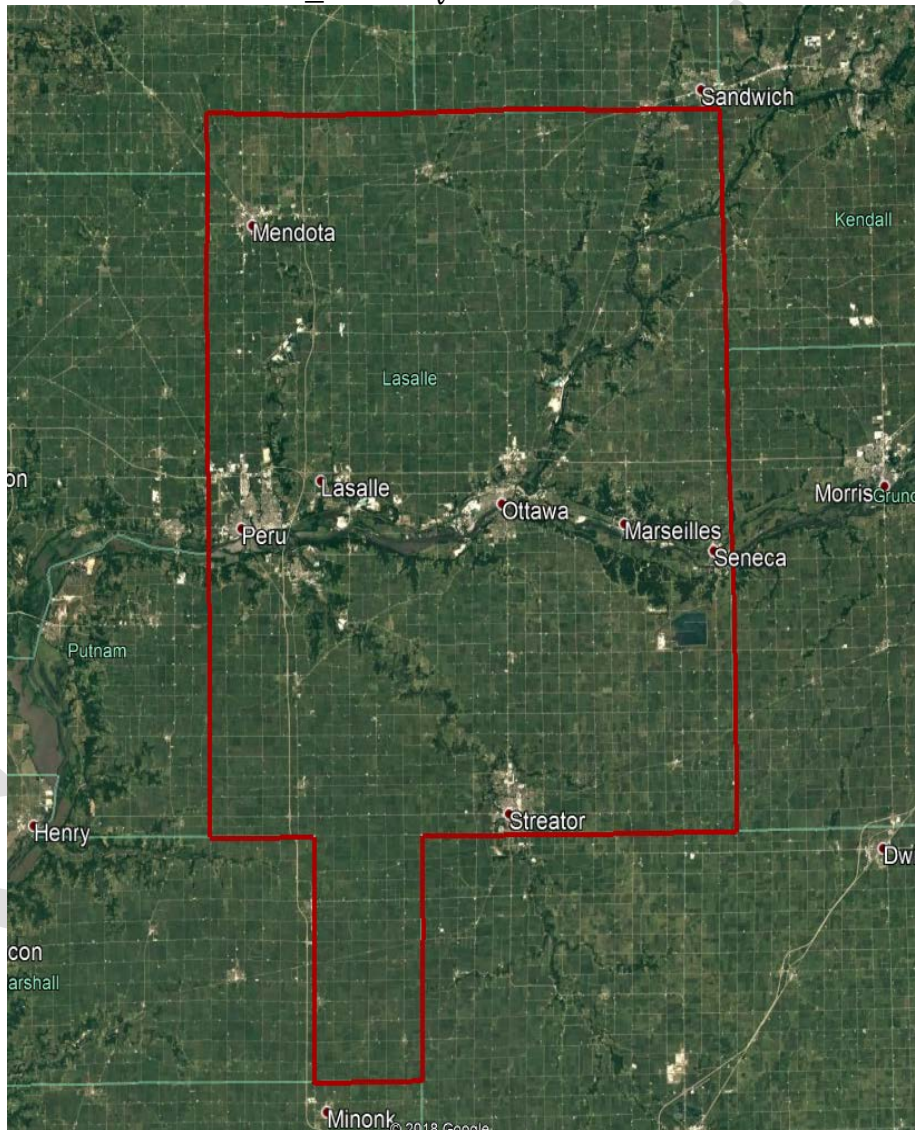 Sandwich
Mendota
Kendall
Lasalle
on
Lasalle
Morris
Grund
Ottawa
Peru
Marseilles
Seneca
Putnam
Streator
Henry
Dw
con
arshall
Minonk
© 2018 Google